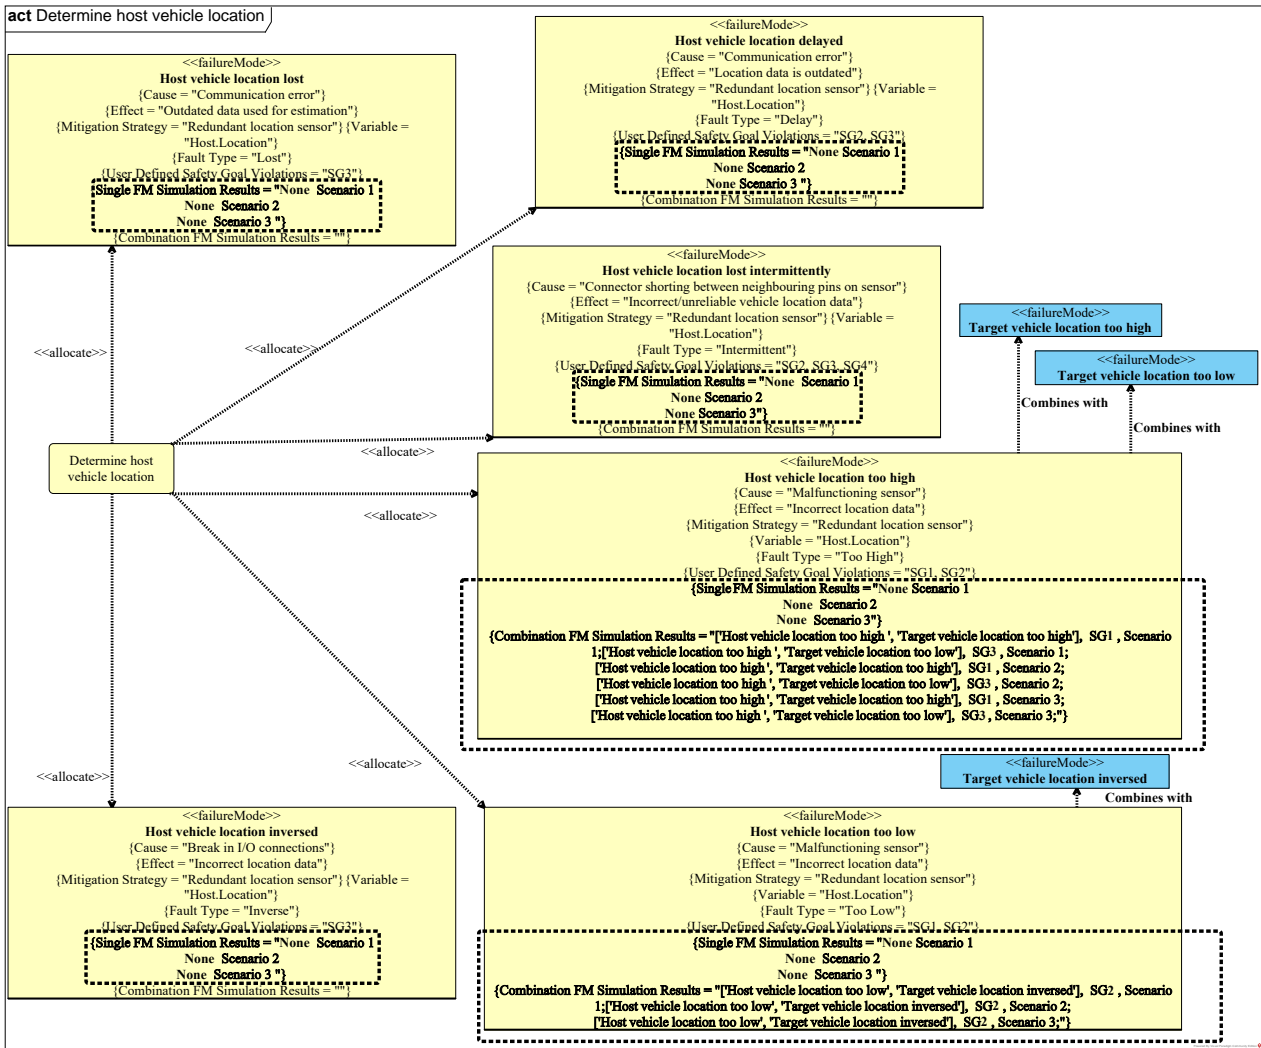 act Determine host vehicle location
<<failureMode>>
Host vehicle location lost
{Cause = "Communication error"}
{Effect = "Outdated data used for estimation"}
{Mitigation Strategy = "Redundant location sensor"} {Variable =
"Host.Location"}
{Fault Type = "Lost"}
{User Defined Safety Goal Violations = "SG3"}
{Single FM Simulation Results = "None Scenario 1
None Scenario 2
None Scenario 3 "}
{Combination FM Simulation Results = ""}
<<failureMode>>
Host vehicle location delayed
{Cause = "Communication error"}
{Effect = "Location data is outdated"}
{Mitigation Strategy = "Redundant location sensor"} {Variable =
"Host.Location"}
{Fault Type = "Delay"}
{User Defined Safety Goal Violations = "SG2, SG3"}
{Single FM Simulation Results = "None Scenario 1
None Scenario 2
None Scenario 3 "}
{Combination FM Simulation Results = ""}
<<failureMode>>
Host vehicle location lost intermittently
{Cause = "Connector shorting between neighbouring pins on sensor"}
{Effect = "Incorrect/unreliable vehicle location data"}
{Mitigation Strategy = "Redundant location sensor"} {Variable =
"Host.Location"}
{Fault Type = "Intermittent"}
{User Defined Safety Goal Violations = "SG2, SG3, SG4"}
{Single FM Simulation Results = "None Scenario 1
None Scenario 2
None Scenario 3"}
{Combination FM Simulation Results = ""}
<<failureMode>>
Target vehicle location too high
<<failureMode>>
Target vehicle location too low
Combines with
Combines with
<<allocate>>
<<allocate>>
<<allocate>>
<<allocate>>
<<allocate>>
<<allocate>>
Determine host
vehicle location
<<failureMode>>
Host vehicle location too high
{Cause = "Malfunctioning sensor"}
{Effect = "Incorrect location data"}
{Mitigation Strategy = "Redundant location sensor"}
{Variable = "Host.Location"}
{Fault Type = "Too High"}
{User Defined Safety Goal Violations = "SG1, SG2"}
{Single FM Simulation Results = "None Scenario 1
None Scenario 2
None Scenario 3"}
{Combination FM Simulation Results = "['Host vehicle location too high ', 'Target vehicle location too high'], SG1 , Scenario
1;['Host vehicle location too high ', 'Target vehicle location too low'], SG3 , Scenario 1;
['Host vehicle location too high ', 'Target vehicle location too high'], SG1 , Scenario 2;
['Host vehicle location too high ', 'Target vehicle location too low'], SG3 , Scenario 2;
['Host vehicle location too high ', 'Target vehicle location too high'], SG1 , Scenario 3;
['Host vehicle location too high ', 'Target vehicle location too low'], SG3 , Scenario 3;"}
<<failureMode>>
Target vehicle location inversed
Combines with
<<failureMode>>
Host vehicle location inversed
{Cause = "Break in I/O connections"}
{Effect = "Incorrect location data"}
{Mitigation Strategy = "Redundant location sensor"} {Variable =
"Host.Location"}
{Fault Type = "Inverse"}
{User Defined Safety Goal Violations = "SG3"}
{Single FM Simulation Results = "None Scenario 1
None Scenario 2
None Scenario 3 "}
{Combination FM Simulation Results = ""}
<<failureMode>>
Host vehicle location too low
{Cause = "Malfunctioning sensor"}
{Effect = "Incorrect location data"}
{Mitigation Strategy = "Redundant location sensor"}
{Variable = "Host.Location"}
{Fault Type = "Too Low"}
{User Defined Safety Goal Violations = "SG1, SG2"}
{Single FM Simulation Results = "None Scenario 1
None Scenario 2
None Scenario 3 "}
{Combination FM Simulation Results = "['Host vehicle location too low', 'Target vehicle location inversed'], SG2 , Scenario
1;['Host vehicle location too low', 'Target vehicle location inversed'], SG2 , Scenario 2;
['Host vehicle location too low', 'Target vehicle location inversed'], SG2 , Scenario 3;"}